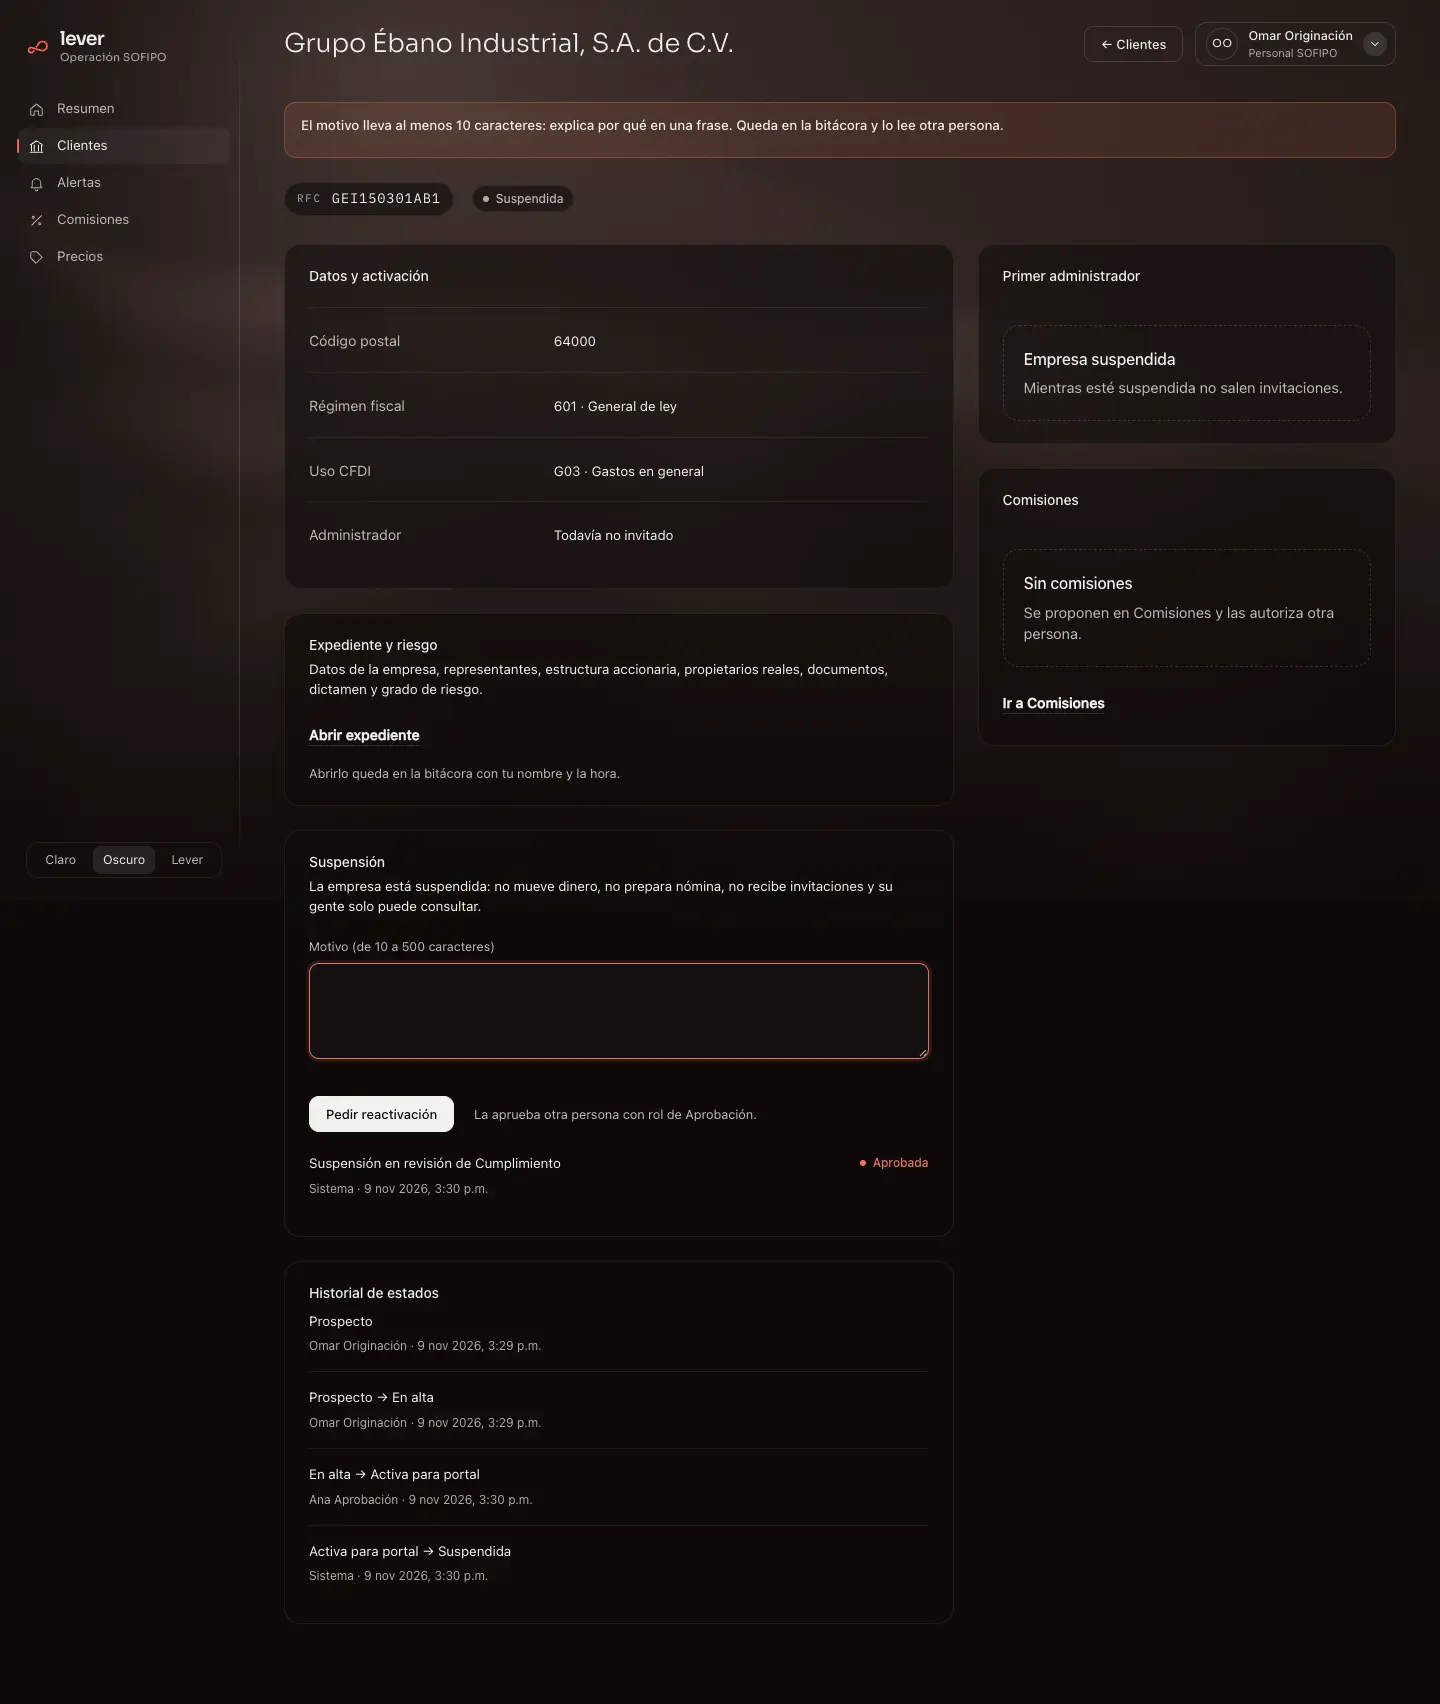 lever
Operación SOFIPO
Resumen
Clientes
Alertas
Comisiones
Precios
Claro
Oscuro
Lever
Grupo Ébano Industrial, S.A. de C.V.
← Clientes
OO
Omar Originación
Personal SOFIPO
El motivo lleva al menos 10 caracteres: explica por qué en una frase. Queda en la bitácora y lo lee otra persona.
RFC GEI150301AB1
Suspendida
Datos y activación
Código postal 64000
Régimen fiscal 601 · General de ley
Uso CFDI G03 · Gastos en general
Administrador Todavía no invitado
Expediente y riesgo
Datos de la empresa, representantes, estructura accionaria, propietarios reales, documentos,
dictamen y grado de riesgo.
Abrir expediente
Abrirlo queda en la bitácora con tu nombre y la hora.
Suspensión
La empresa está suspendida: no mueve dinero, no prepara nómina, no recibe invitaciones y su
gente solo puede consultar.
Motivo (de 10 a 500 caracteres)
Pedir reactivación La aprueba otra persona con rol de Aprobación.
Suspensión en revisión de Cumplimiento Aprobada
Sistema · 9 nov 2026, 3:30 p.m.
Historial de estados
Prospecto
Omar Originación · 9 nov 2026, 3:29 p.m.
Prospecto → En alta
Omar Originación · 9 nov 2026, 3:29 p.m.
En alta → Activa para portal
Ana Aprobación · 9 nov 2026, 3:30 p.m.
Activa para portal → Suspendida
Sistema · 9 nov 2026, 3:30 p.m.
Primer administrador
Empresa suspendida
Mientras esté suspendida no salen invitaciones.
Comisiones
Sin comisiones
Se proponen en Comisiones y las autoriza otra
persona.
Ir a Comisiones